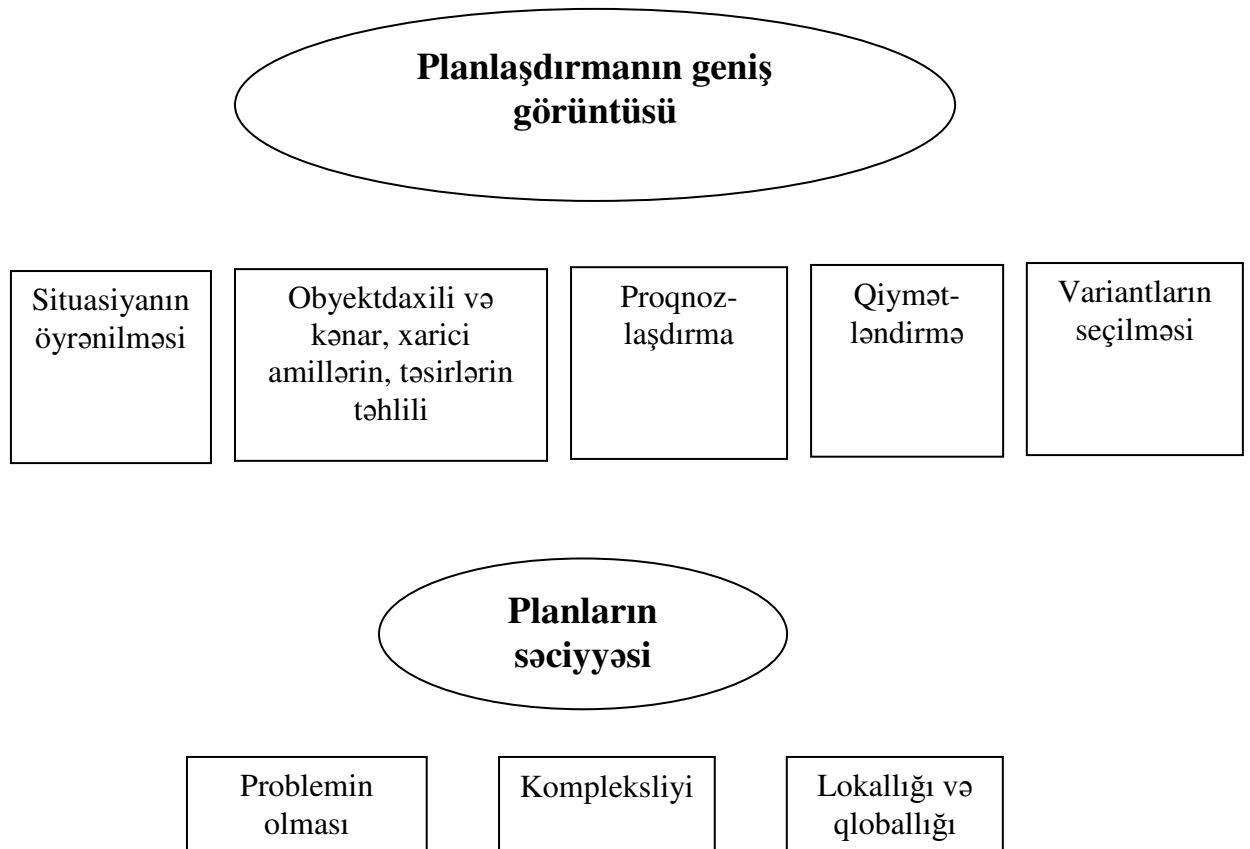 Planlaşdırmanın geniş
görüntüsü
Situasiyanın
öyrənilməsi
Obyektdaxili və
kənar, xarici
amillərin, təsirlərin
təhlili
Proqnoz-
laşdırma
Qiymət-
ləndirmə
Variantların
seçilməsi
Planların
səciyyəsi
Problemin
olması
Kompleksliyi
Lokallığı və
qloballığı